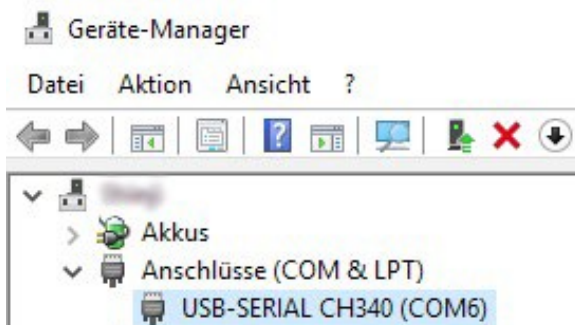 Geräte-Manager
Datei Aktion Ansicht ?
Akkus
Anschlüsse (COM & LPT)
USB-SERIAL CH340 (COM6)